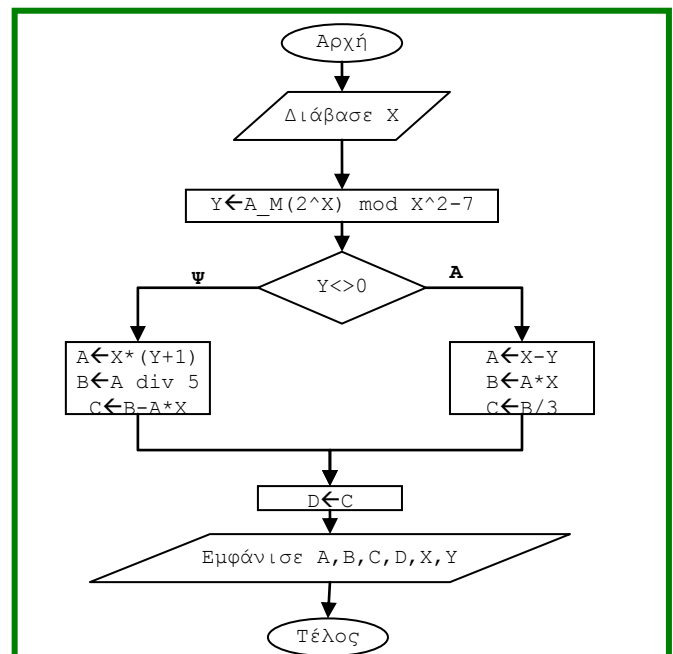 Αρχή
Διάβασε Χ
Y←A_M(2^X) mod X^2-7
Y<>0
Ψ
Α
A←X*(Y+1)
B←A div 5
C←B-A*X
A←X-Y
B←A*X
C←B/3
D←C
Εμφάνισε A,B,C,D,X,Y
Τέλος